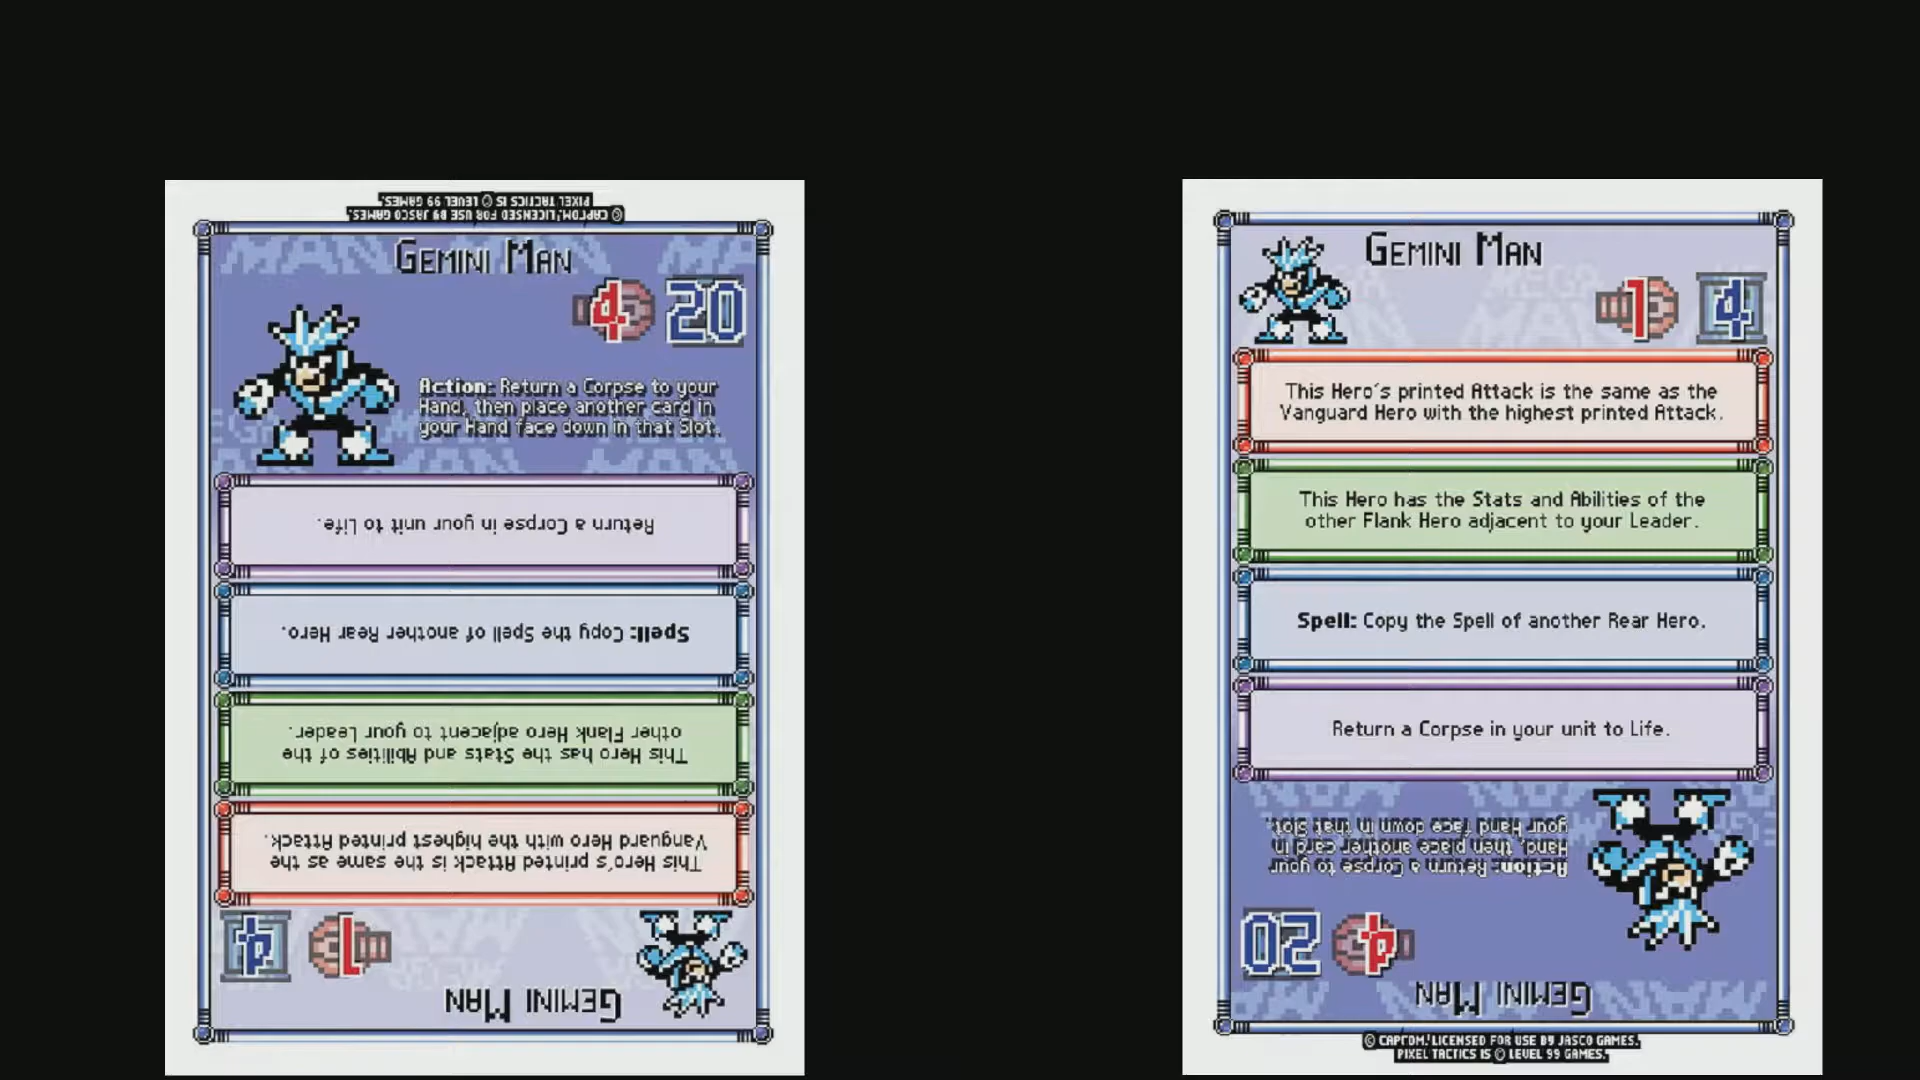 PIXEL TACTICS IS © LEVEL 99 GAMES.
© CAPCOM. LICENSED FOR USE BY JASCO GAMES.
GEMINI MAN
4 20
Action: Return a Corpse to your
Hand, then place another card in
your Hand face down in that Slot.
Return a Corpse in your unit to Life.
Spell: Copy the Spell of another Rear Hero.
other Flank Hero adjacent to your Leader.
This Hero has the Stats and Abilities of the
Vanguard Hero with the highest printed Attack.
This Hero's printed Attack is the same as the
4 1
GEMINI MAN
GEMINI MAN
1 4
This Hero's printed Attack is the same as the
Vanguard Hero with the highest printed Attack.
This Hero has the Stats and Abilities of the
other Flank Hero adjacent to your Leader.
Spell: Copy the Spell of another Rear Hero.
Return a Corpse in your unit to Life.
your Hand face down in that Slot.
Hand, then place another card in
Action: Return a Corpse to your
20 4
GEMINI MAN
© CAPCOM. LICENSED FOR USE BY JASCO GAMES.
PIXEL TACTICS IS © LEVEL 99 GAMES.